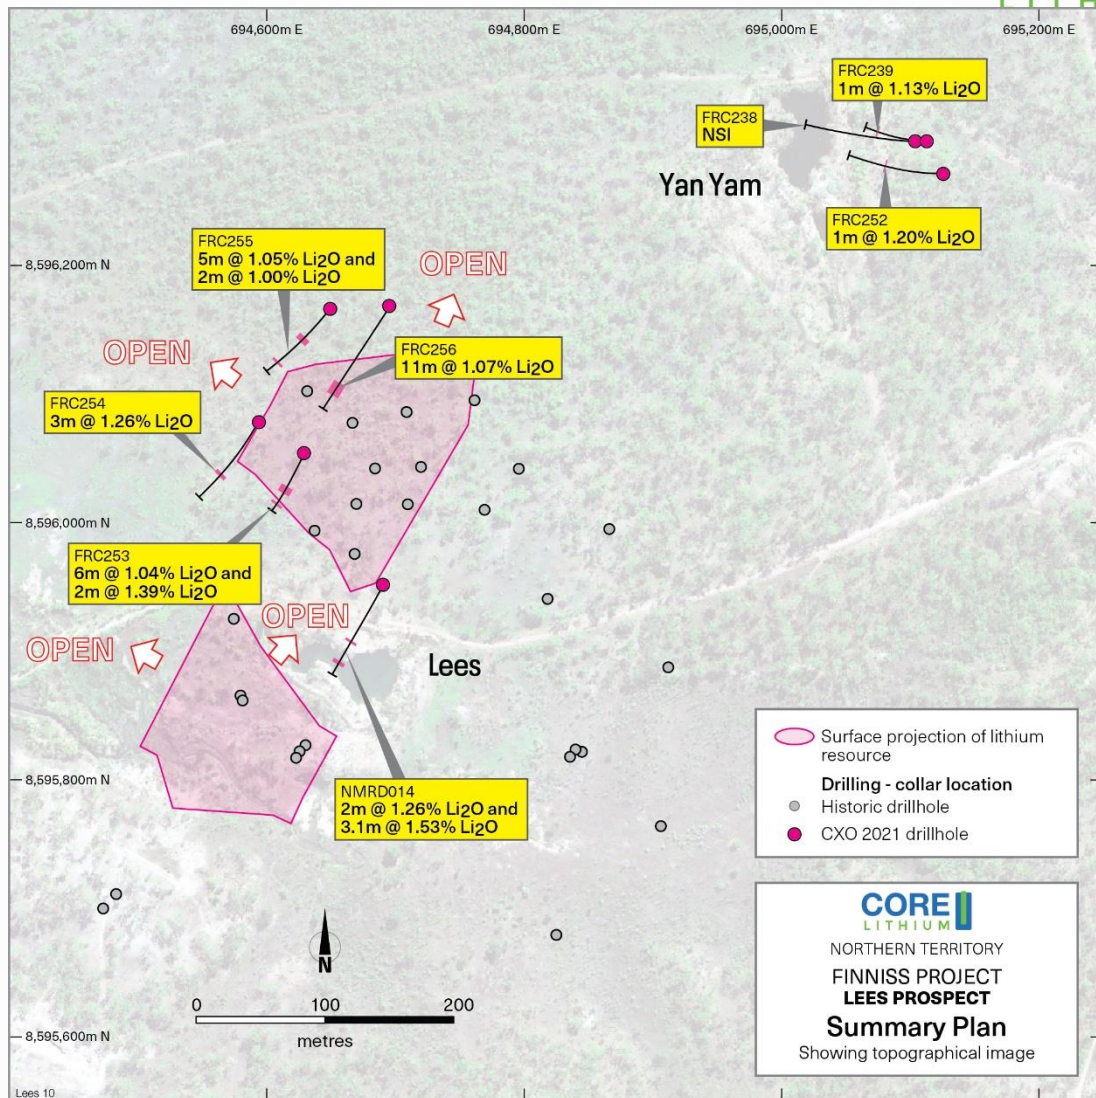 694,600m E
694,800m E
695,000m E
695,200m E
FRC239
1m @ 1.13% Li2O
FRC238
NSI
Yan Yam
FRC252
1m @ 1.20% Li2O
FRC255
5m @ 1.05% Li2O and
2m @ 1.00% Li2O
OPEN
8,596,200m N
OPEN
FRC256
11m @ 1.07% Li2O
FRC254
3m @ 1.26% Li2O
8,596,000m N
FRC253
6m @ 1.04% Li2O and
2m @ 1.39% Li2O
OPEN
OPEN
Lees
8,595,800m N
NMRD014
2m @ 1.26% Li2O and
3.1m @ 1.53% Li2O
Surface projection of lithium
resource
Drilling - collar location
Historic drillhole
CXO 2021 drillhole
N
0 100 200
metres
8,595,600m N
CORE
LITHIUM
NORTHERN TERRITORY
FINNISS PROJECT
LEES PROSPECT
Summary Plan
Showing topographical image
Lees 10